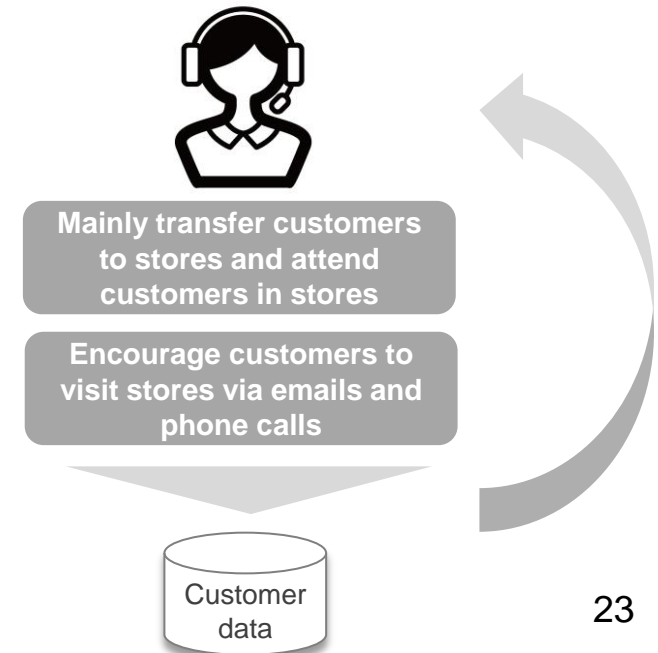 Mainly transfer customers
to stores and attend
customers in stores
Encourage customers to
visit stores via emails and
phone calls
Customer
data
23